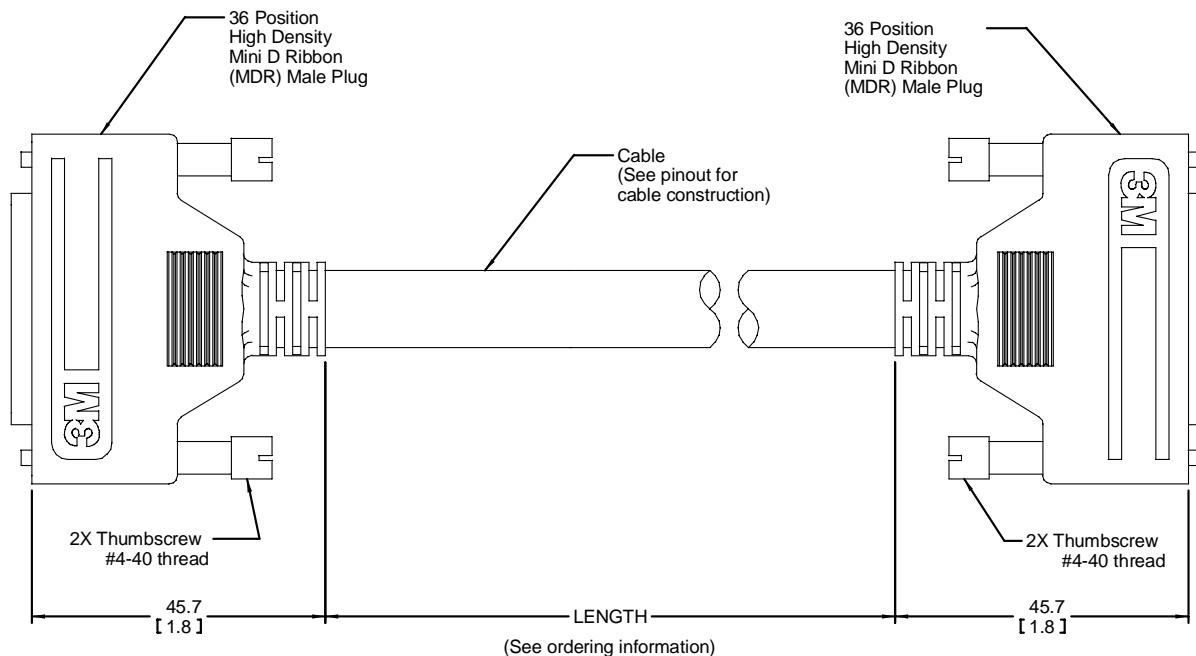 36 Position
High Density
Mini D Ribbon
(MDR) Male Plug
36 Position
High Density
Mini D Ribbon
(MDR) Male Plug
Cable
(See pinout for
cable construction)
3M
3M
2X Thumbscrew
#4-40 thread
2X Thumbscrew
#4-40 thread
45.7
[ 1.8 ]
LENGTH
(See ordering information)
45.7
[ 1.8 ]